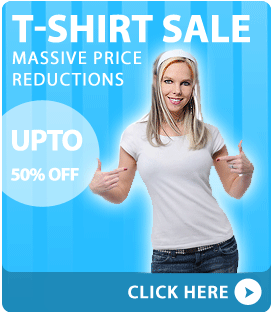 T-SHIRT SALE
MASSIVE PRICE
REDUCTIONS
UPTO
50% OFF
CLICK HERE